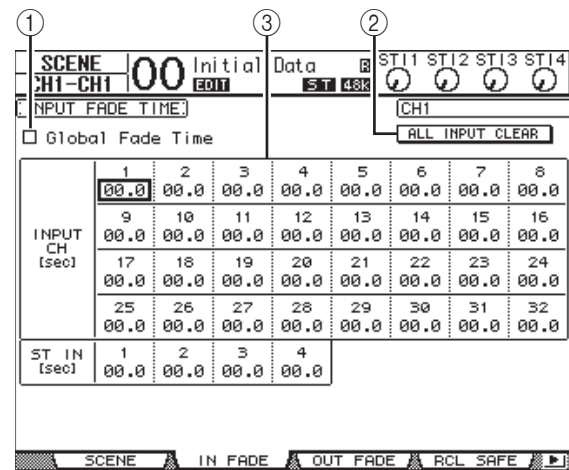 1 3 2
SCENE 00 Initial Data ST I1 ST I2 ST I3 ST I4
CH1-CH1 EDIT ST 48K
INPUT FADE TIME: CH1
Global Fade Time ALL INPUT CLEAR
1 2 3 4 5 6 7 8
00.0 00.0 00.0 00.0 00.0 00.0 00.0 00.0
9 10 11 12 13 14 15 16
INPUT CH [sec] 00.0 00.0 00.0 00.0 00.0 00.0 00.0 00.0
17 18 19 20 21 22 23 24
00.0 00.0 00.0 00.0 00.0 00.0 00.0 00.0
25 26 27 28 29 30 31 32
00.0 00.0 00.0 00.0 00.0 00.0 00.0 00.0
ST IN [sec] 1 2 3 4
00.0 00.0 00.0 00.0
SCENE IN FADE OUT FADE RCL SAFE